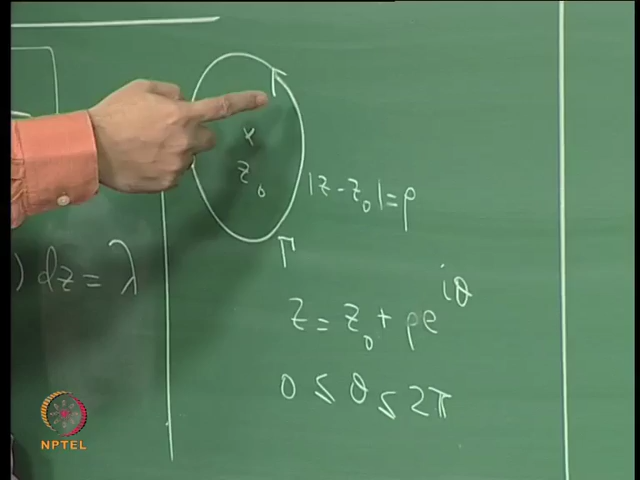 z₀
|z - z₀| = ρ
Γ
) dz = λ
z = z₀ + ρe^{iθ}
0 ≤ θ ≤ 2π
NPTEL